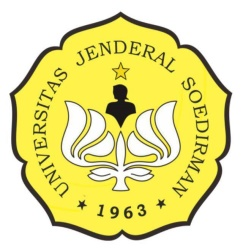 UNIVERSITAS JENDERAL SOEDIRMAN
★ 1963 ★